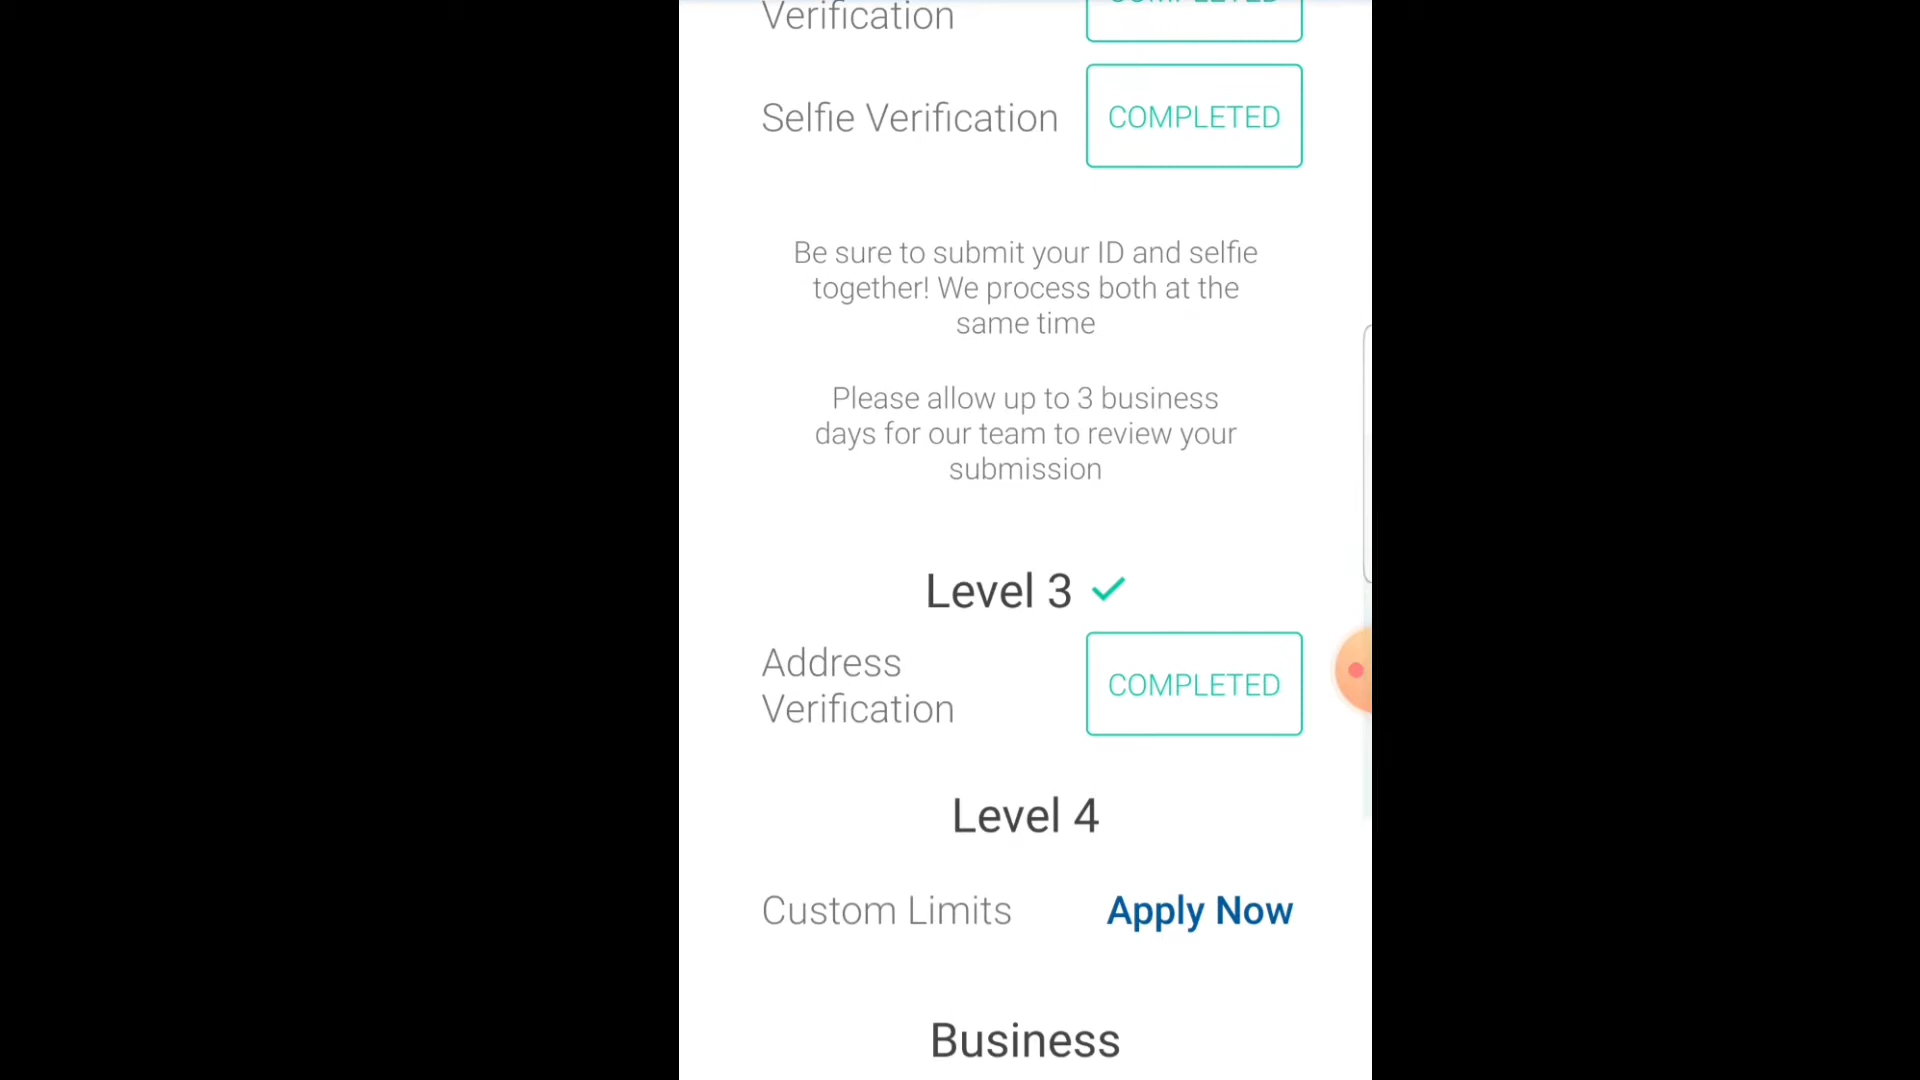 Verification
COMPLETED
Selfie Verification
COMPLETED
Be sure to submit your ID and selfie
together! We process both at the
same time
Please allow up to 3 business
days for our team to review your
submission
Level 3
Address
Verification
COMPLETED
Level 4
Custom Limits
Apply Now
Business